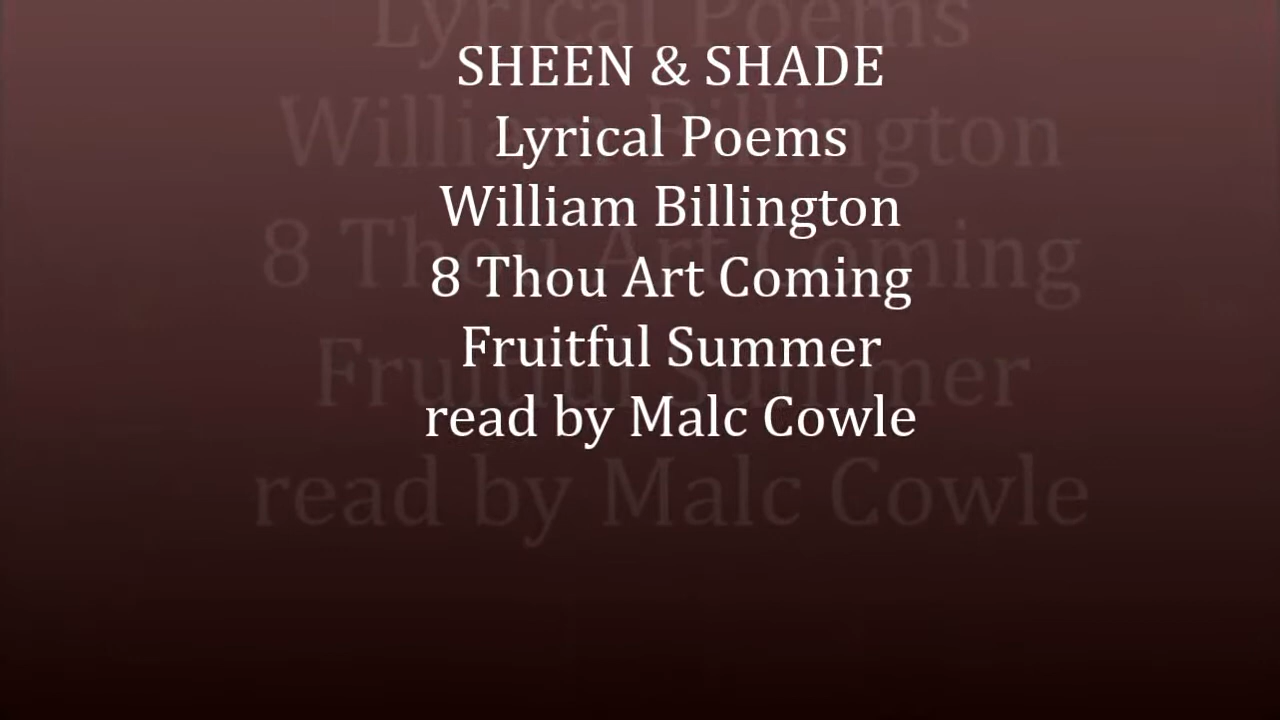 SHEEN & SHADE
Lyrical Poems
William Billington
8 Thou Art Coming
Fruitful Summer
read by Malc Cowle